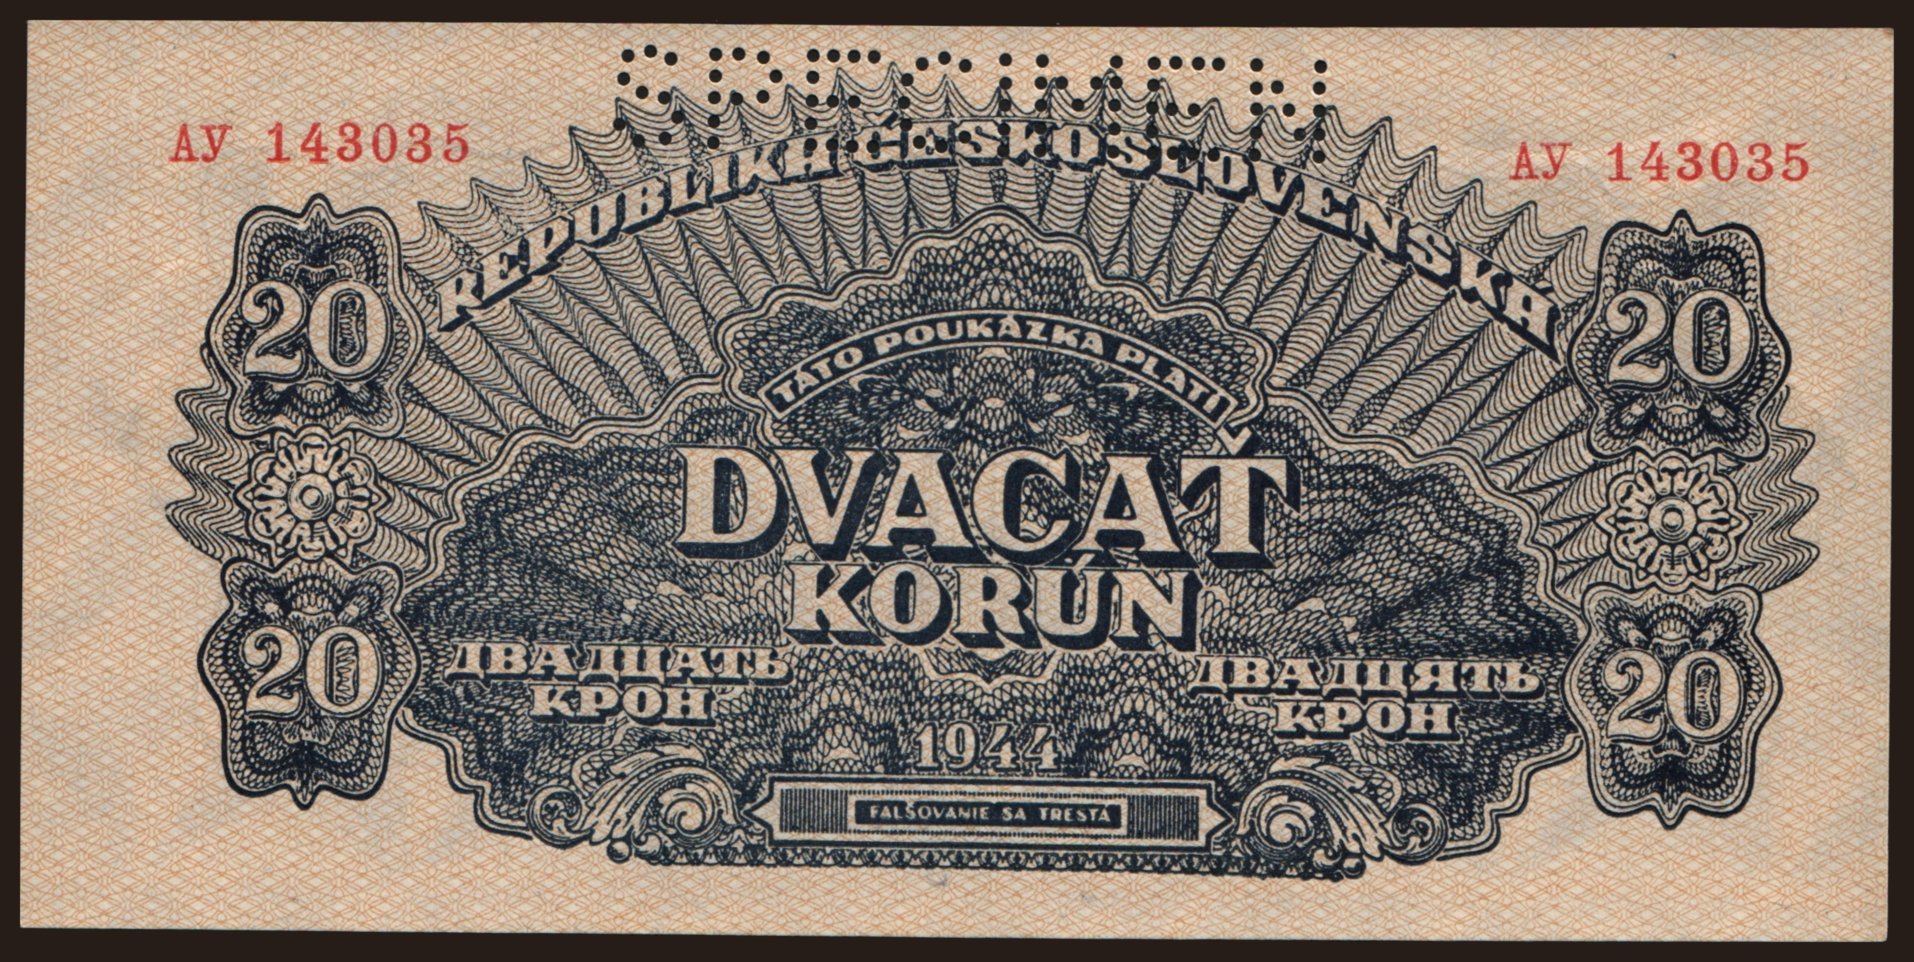 SPECIMEN
АУ 143035
АУ 143035
REPUBLIKA ČESKOSLOVENSKÁ
20
20
TÁTO POUKÁZKA PLATÍ
DVACAŤ
KORÚN
ДВАДЦАТЬ
КРОН
ДВАДЦЯТЬ
КРОН
20
20
1944
FALŠOVANIE SA TRESTÁ